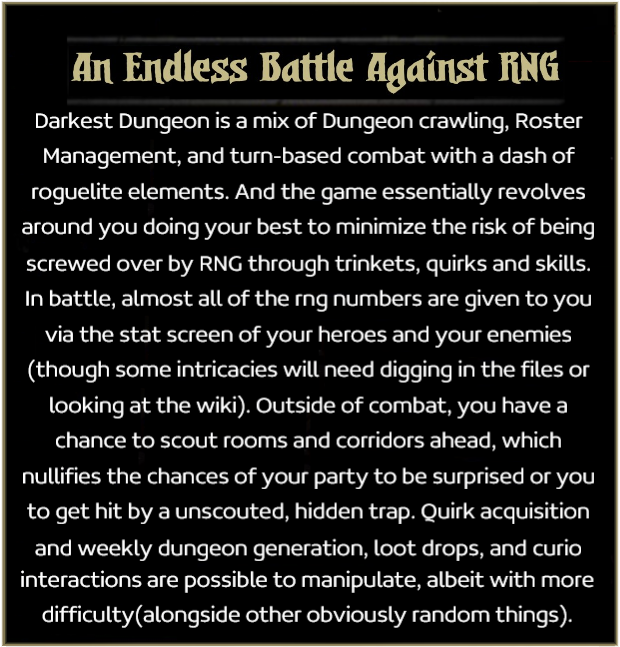 An Endless Battle Against RNG
Darkest Dungeon is a mix of Dungeon crawling, Roster
Management, and turn-based combat with a dash of
roguelite elements. And the game essentially revolves
around you doing your best to minimize the risk of being
screwed over by RNG through trinkets, quirks and skills.
In battle, almost all of the rng numbers are given to you
via the stat screen of your heroes and your enemies
(though some intricacies will need digging in the files or
looking at the wiki). Outside of combat, you have a
chance to scout rooms and corridors ahead, which
nullifies the chances of your party to be surprised or you
to get hit by a unscouted, hidden trap. Quirk acquisition
and weekly dungeon generation, loot drops, and curio
interactions are possible to manipulate, albeit with more
difficulty(alongside other obviously random things).